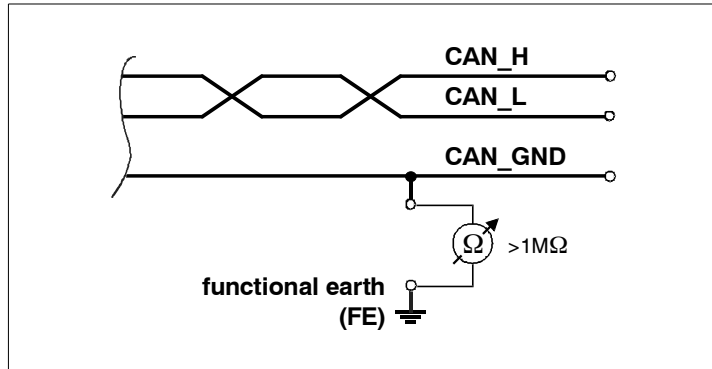 CAN_H
CAN_L
CAN_GND
Ω
>1MΩ
functional earth
(FE)